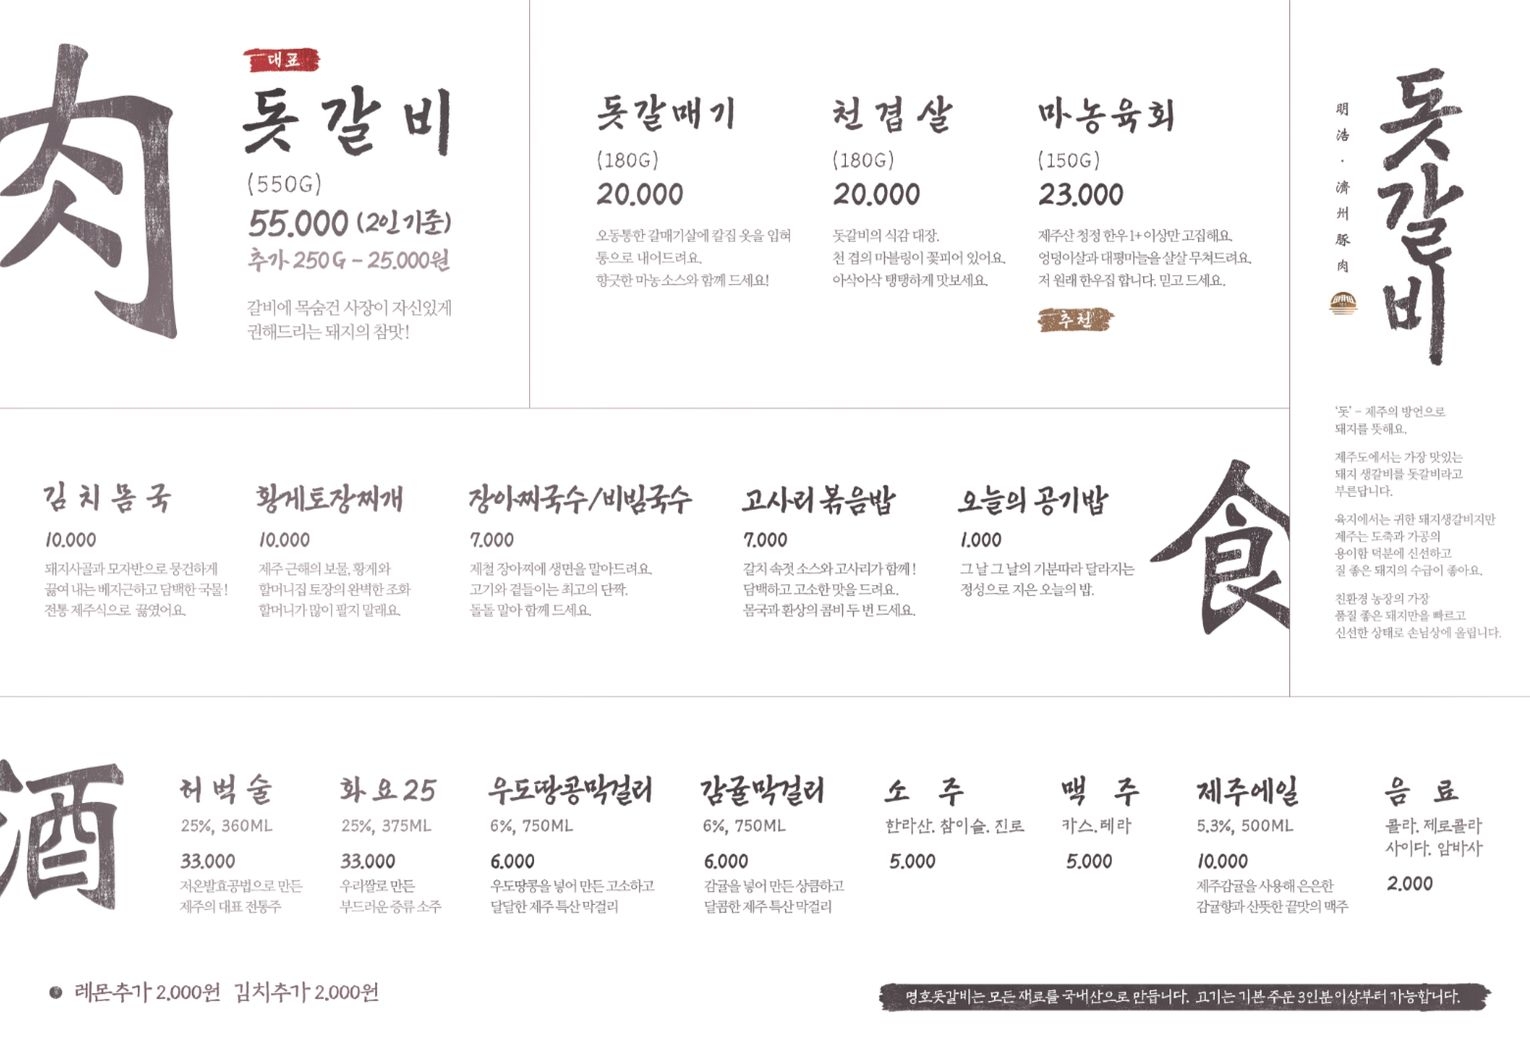 肉
대표
돗갈비
(550G)
55.000 (2인 기준)
추가 250G - 25.000원
갈비에 목숨건 사장이 자신있게
권해드리는 돼지의 참맛!
돗갈매기
(180G)
20.000
오동통한 갈매기살에 칼집 옷을 입혀
통으로 내어드려요.
향긋한 마농소스와 함께 드세요!
천겹살
(180G)
20.000
돗갈비의 식감 대장.
천 겹의 마블링이 꽃피어 있어요.
아삭아삭 탱탱하게 맛보세요.
마농육회
(150G)
23.000
제주산 청정 한우 1+ 이상만 고집해요.
엉덩이살과 대평마늘을 살살 무쳐드려요.
저 원래 한우집 합니다. 믿고 드세요.
추천
明浩·濟州豚肉
돗갈비
'돗' - 제주의 방언으로
돼지를 뜻해요.
제주도에서는 가장 맛있는
돼지 생갈비를 돗갈비라고
부른답니다.
육지에서는 귀한 돼지생갈비지만
제주는 도축과 가공의
용이함 덕분에 신선하고
질 좋은 돼지의 수급이 좋아요.
친환경 농장의 가장
품질 좋은 돼지만을 빠르고
신선한 상태로 손님상에 올립니다.
김치몸국
10.000
돼지사골과 모자반으로 뭉건하게
끓여 내는 베지근하고 담백한 국물!
전통 제주식으로 끓였어요.
황게토장찌개
10.000
제주 근해의 보물, 황게와
할머니집 토장의 완벽한 조화
할머니가 많이 팔지 말래요.
장아찌국수/비빔국수
7.000
제철 장아찌에 생면을 말아드려요.
고기와 곁들이는 최고의 단짝.
돌돌 말아 함께 드세요.
고사리볶음밥
7.000
갈치 속젓 소스와 고사리가 함께!
담백하고 고소한 맛을 드려요.
몸국과 환상의 콤비 두 번 드세요.
오늘의 공기밥
1.000
그 날 그 날의 기분따라 달라지는
정성으로 지은 오늘의 밥.
食
酒
허벅술
25%, 360ML
33.000
저온발효공법으로 만든
제주의 대표 전통주
화요25
25%, 375ML
33.000
우리쌀로 만든
부드러운 증류 소주
우도땅콩막걸리
6%, 750ML
6.000
우도땅콩을 넣어 만든 고소하고
달달한 제주 특산 막걸리
감귤막걸리
6%, 750ML
6.000
감귤을 넣어 만든 상큼하고
달콤한 제주 특산 막걸리
소 주
한라산. 참이슬. 진로
5.000
맥 주
카스.테라
5.000
제주에일
5.3%, 500ML
10.000
제주감귤을 사용해 은은한
감귤향과 산뜻한 끝맛의 맥주
음 료
콜라. 제로콜라
사이다. 암바사
2.000
레몬추가 2.000원 김치추가 2.000원
명호돗갈비는 모든 재료를 국내산으로 만듭니다. 고기는 기본 주문 3인분 이상부터 가능합니다.